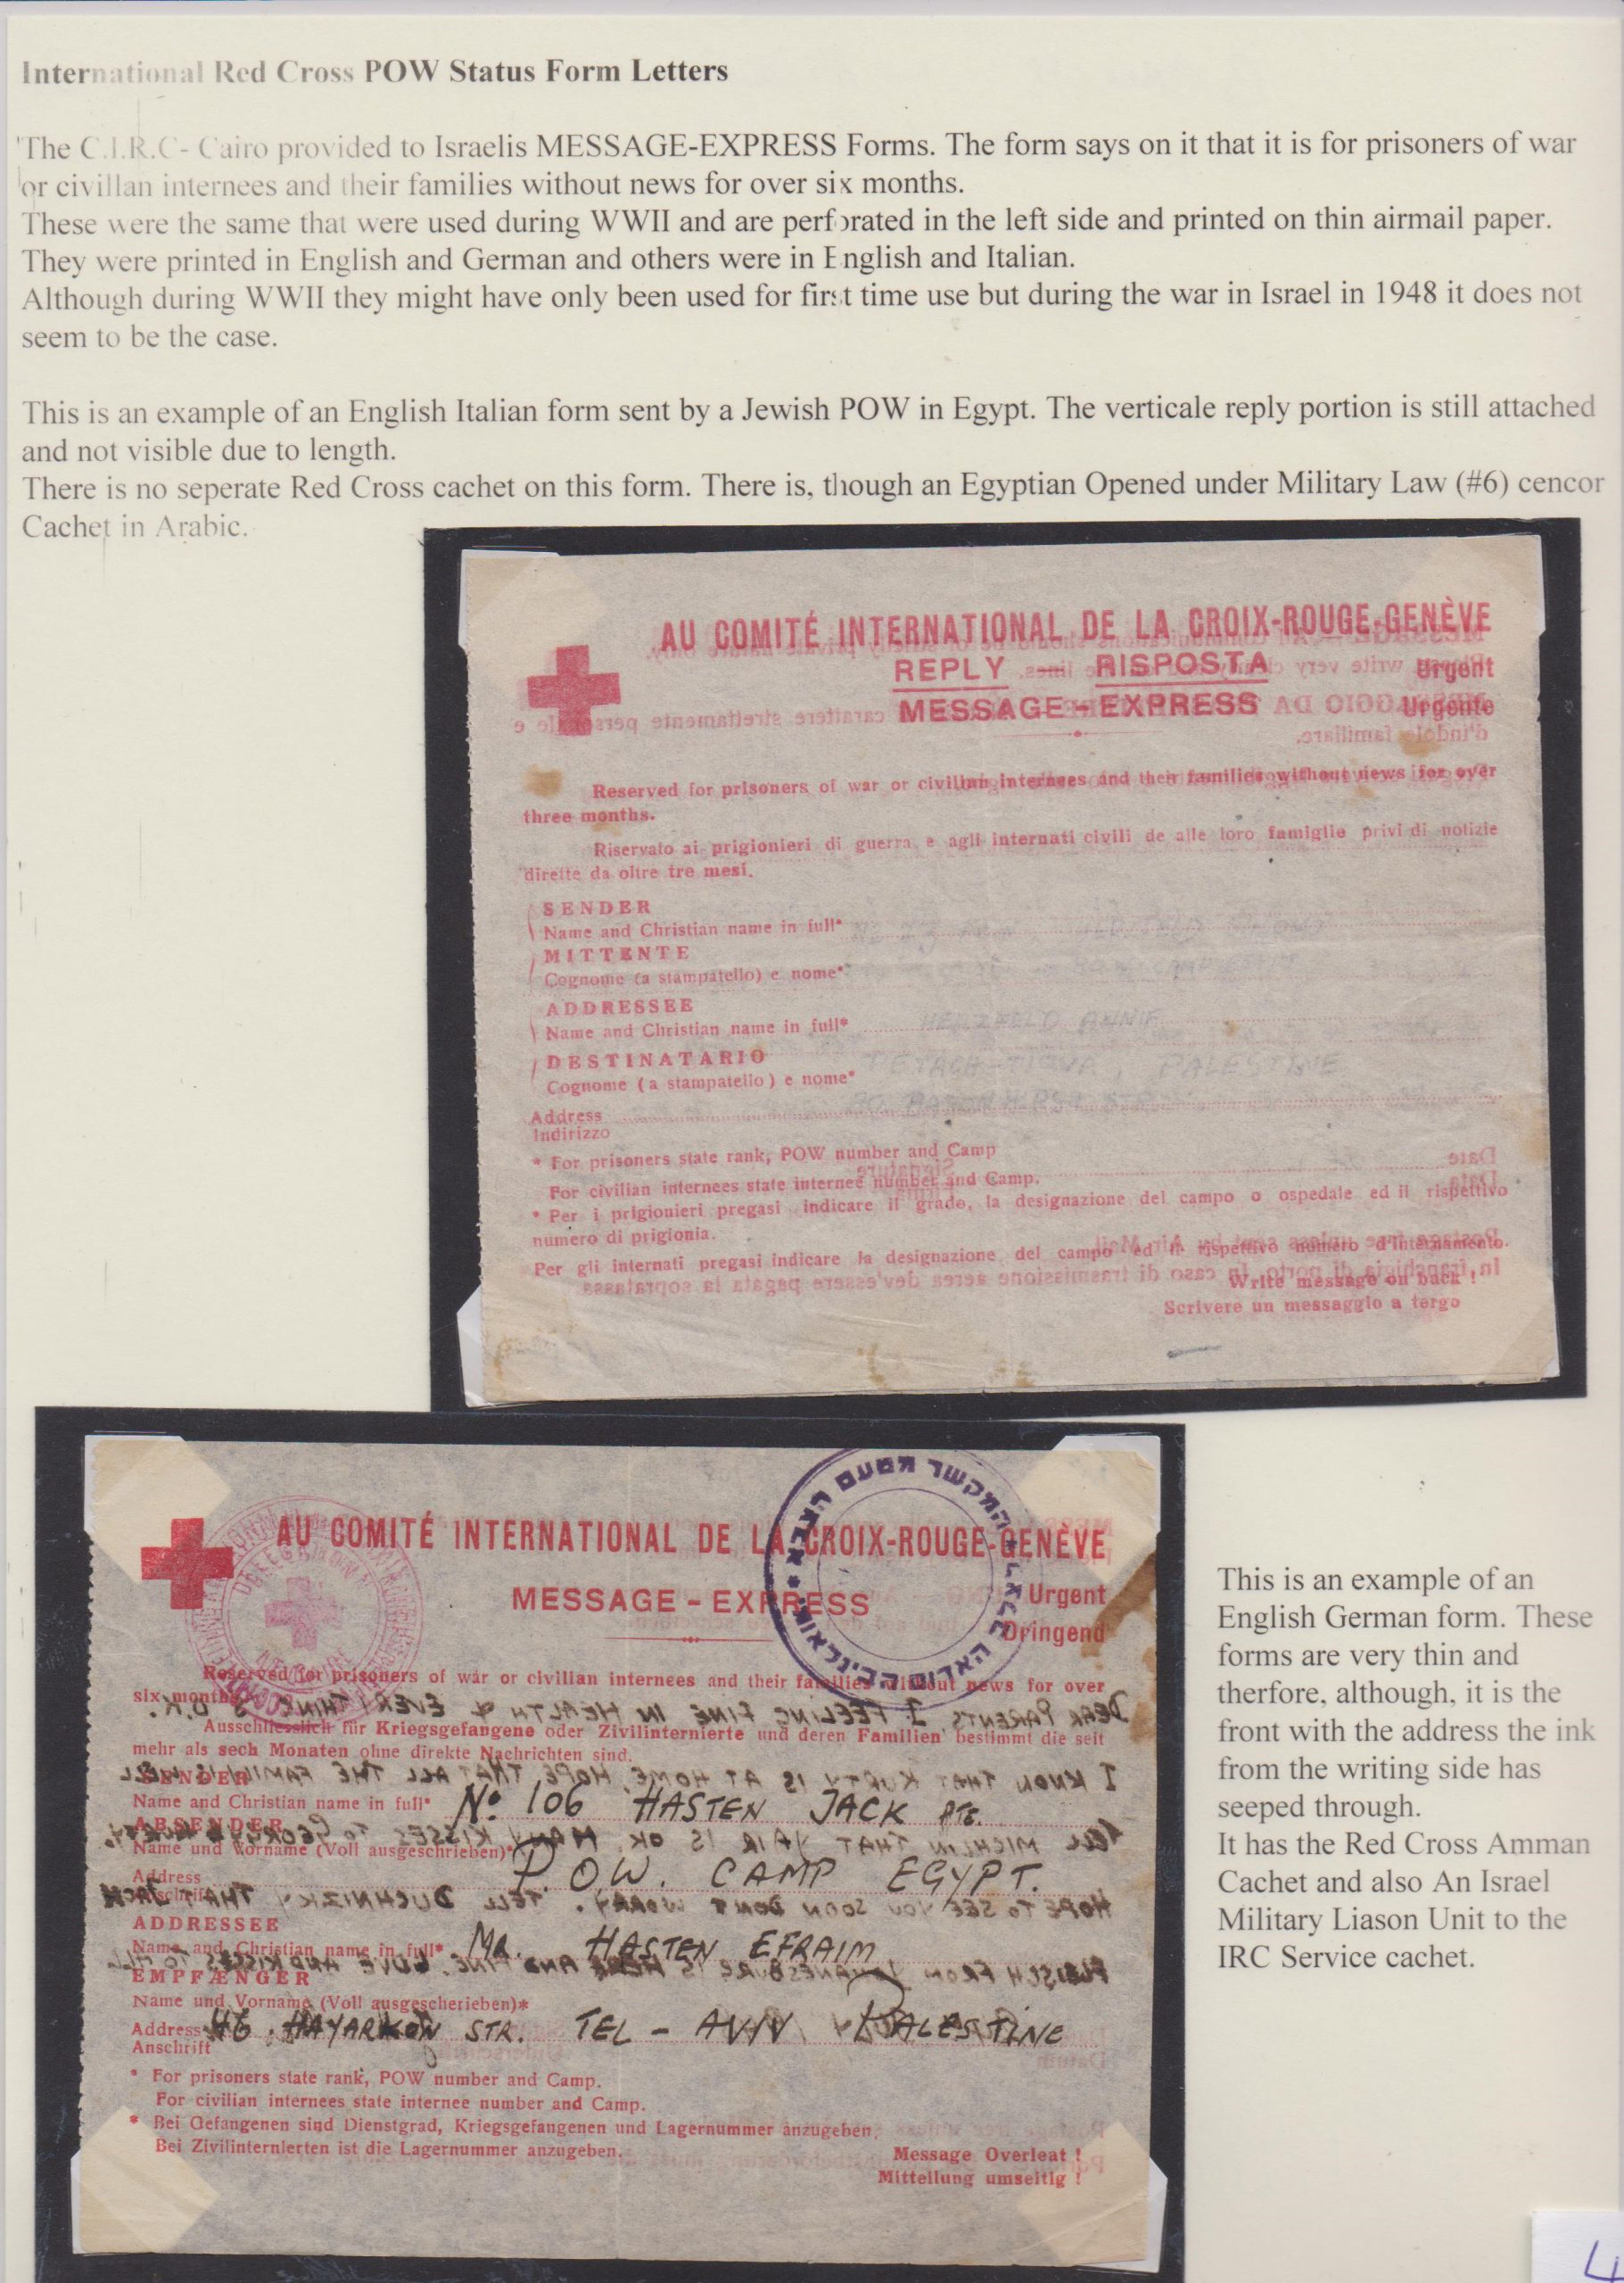 International Red Cross POW Status Form Letters
The C.I.R.C- Cairo provided to Israelis MESSAGE-EXPRESS Forms. The form says on it that it is for prisoners of war
or civillan internees and their families without news for over six months.
These were the same that were used during WWII and are perforated in the left side and printed on thin airmail paper.
They were printed in English and German and others were in English and Italian.
Although during WWII they might have only been used for first time use but during the war in Israel in 1948 it does not
seem to be the case.
This is an example of an English Italian form sent by a Jewish POW in Egypt. The verticale reply portion is still attached
and not visible due to length.
There is no seperate Red Cross cachet on this form. There is, though an Egyptian Opened under Military Law (#6) cencor
Cachet in Arabic.
AU COMITÉ INTERNATIONAL DE LA CROIX-ROUGE-GENÈVE
REPLY — RISPOSTA Urgent
MESSAGE-EXPRESS Urgente
Reserved for prisoners of war or civilian internees and their families without news for over
three months.
Riservato ai prigionieri di guerra e agli internati civili de alle loro famiglie privi di notizie
direite da oltre tre mesi.
SENDER
Name and Christian name in full*
MITTENTE
Cognome (a stampatello) e nome*
ADDRESSEE
Name and Christian name in full* HERZFELD ANNIE
DESTINATARIO
Cognome (a stampatello) e nome* PETACH-TIQVA, PALESTINE
Address
Indirizzo
* For prisoners state rank, POW number and Camp
For civilian internees state internee number and Camp.
* Per i prigionieri pregasi indicare il grado, la designazione del campo o ospedale ed il rispettivo
numero di prigionia.
Per gli internati pregasi indicare la designazione del campo ed il rispettivo numero d'internamento.
Write message on back !
Scrivere un messaggio a tergo
AU COMITÉ INTERNATIONAL DE LA CROIX-ROUGE-GENÈVE
המקשר מטעם הצבא
הצלב האדום הבינלאומי
MESSAGE - EXPRESS Urgent
Dringend
Reserved for prisoners of war or civilian internees and their families without news for over
six months
Ausschliesslich für Kriegsgefangene oder Zivilinternierte und deren Familien bestimmt die seit
mehr als sech Monaten ohne direkte Nachrichten sind.
SENDER
Name and Christian name in full* No 106 HASTEN JACK PTE.
ABSENDER
Name und Vorname (Voll ausgeschrieben)*
Address P.O.W. CAMP EGYPT.
Anschrift
ADDRESSEE
Name and Christian name in full* MR. HASTEN EFRAIM
EMPFÆNGER
Name und Vorname (Voll ausgescherieben)*
Address 46 HAYARKON STR. TEL-AVIV PALESTINE
Anschrift
* For prisoners state rank, POW number and Camp.
For civilian internees state internee number and Camp.
* Bei Gefangenen sind Dienstgrad, Kriegsgefangenen und Lagernummer anzugeben.
Bei Zivilinternlerten ist die Lagernummer anzugeben.
Message Overleat !
Mitteilung umseitig !
This is an example of an
English German form. These
forms are very thin and
therfore, although, it is the
front with the address the ink
from the writing side has
seeped through.
It has the Red Cross Amman
Cachet and also An Israel
Military Liason Unit to the
IRC Service cachet.
4